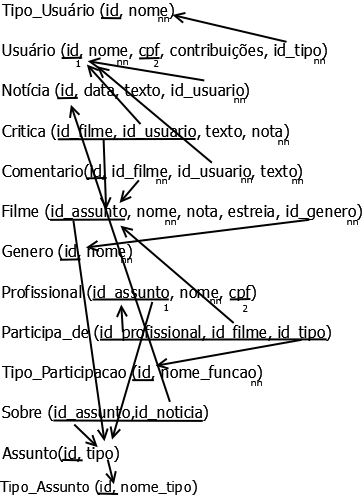 Tipo_Usuário (id, nome)
nn
Usuário (id, nome, cpf, contribuições, id_tipo)
1 nn 2 nn
Notícia (id, data, texto, id_usuario)
nn
Critica (id_filme, id_usuario, texto, nota)
nn
Comentario(id, id_filme, id_usuario, texto)
nn nn nn
Filme (id_assunto, nome, nota, estreia, id_genero)
nn nn
Genero (id, nome)
nn
Profissional (id_assunto, nome, cpf)
1 nn 2
Participa_de (id_profissional, id_filme, id_tipo)
Tipo_Participacao (id, nome_funcao)
nn
Sobre (id_assunto,id_noticia)
Assunto(id, tipo)
Tipo_Assunto (id, nome_tipo)